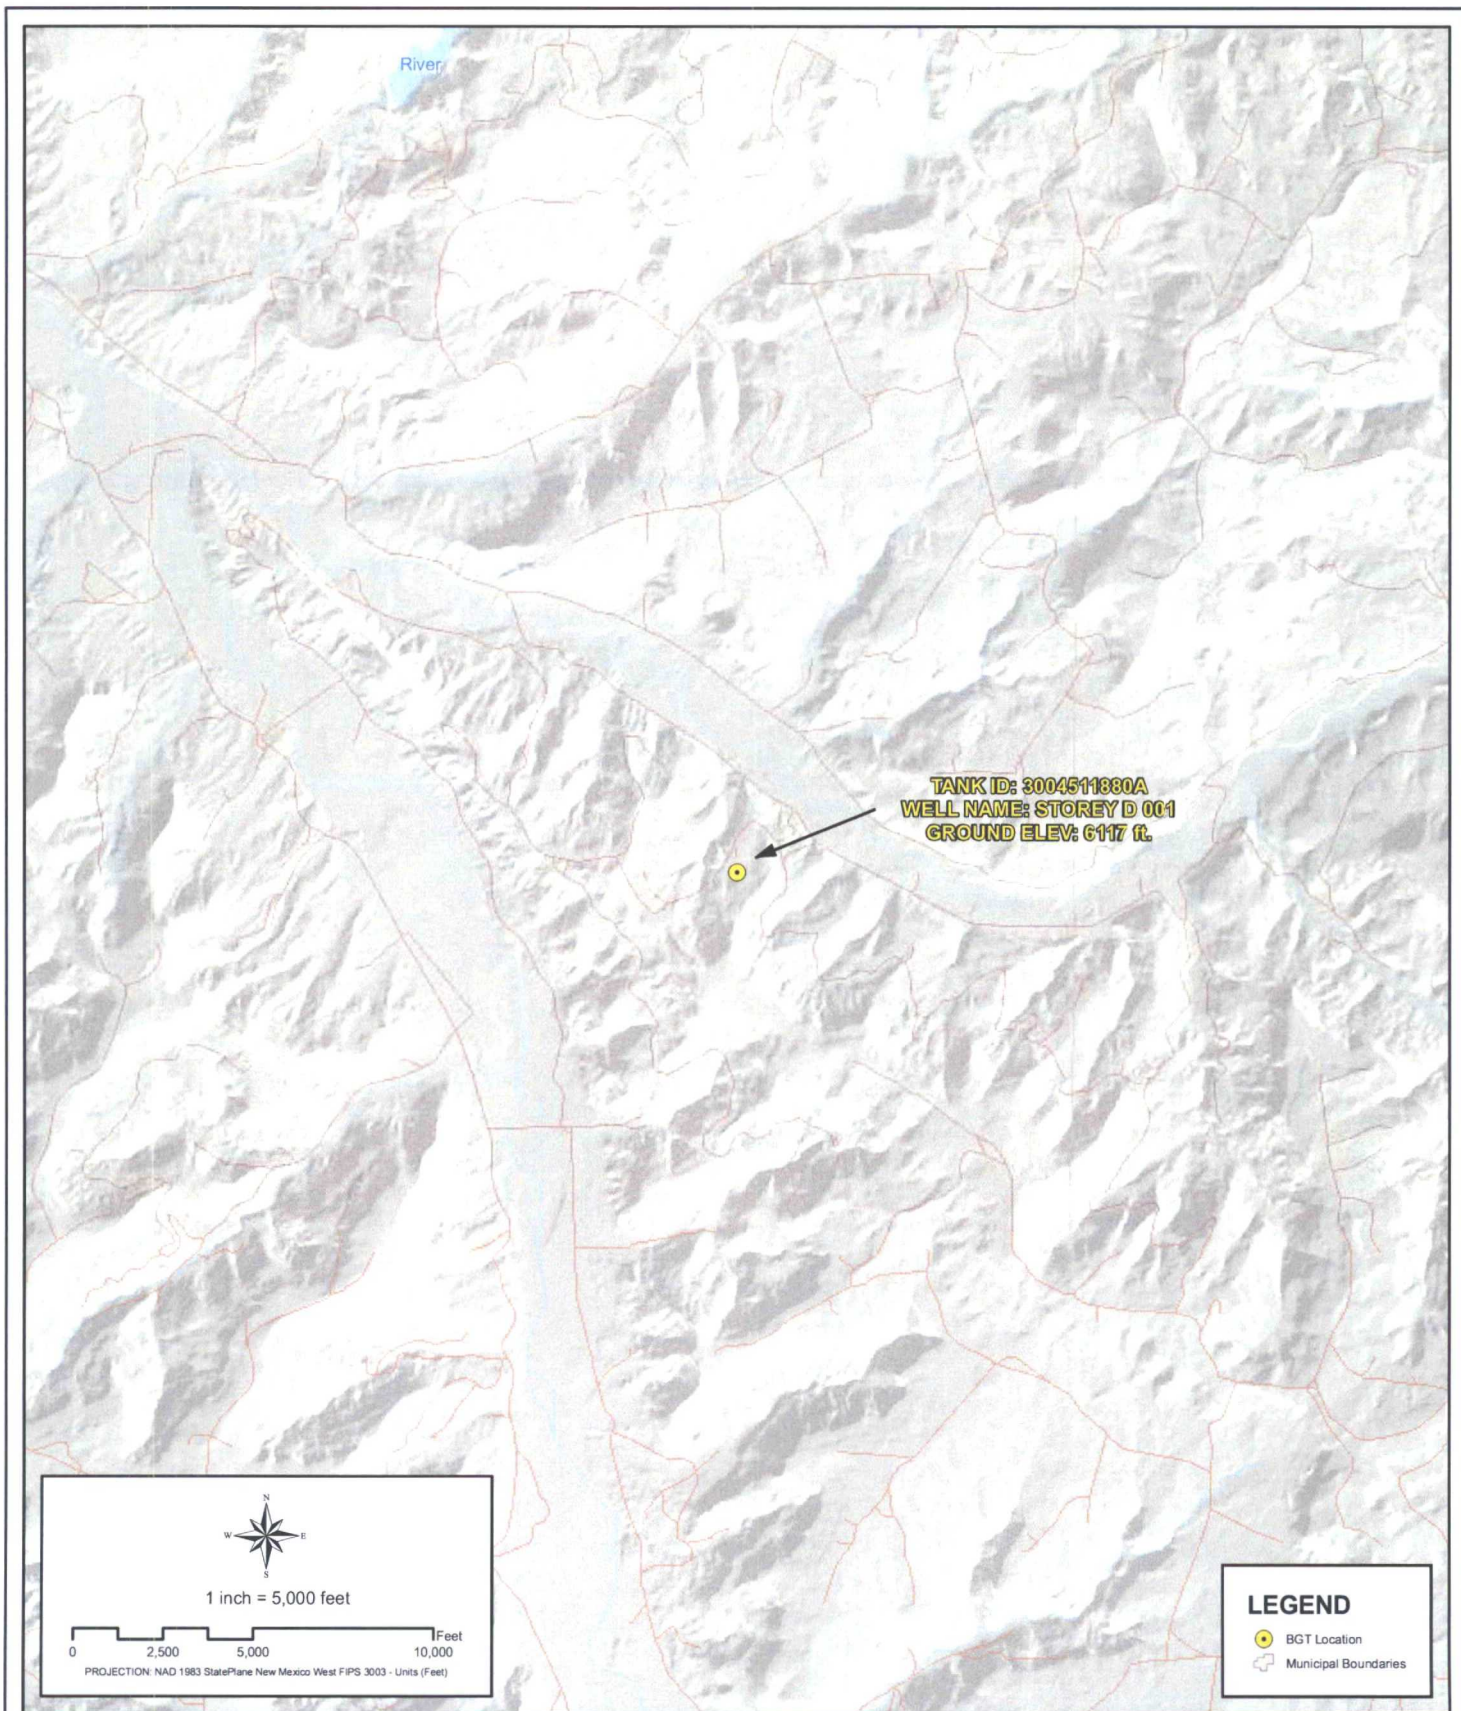 River
TANK ID: 3004511880A
WELL NAME: STOREY D 001
GROUND ELEV: 6117 ft.
N
W E
S
1 inch = 5,000 feet
Feet
0 2,500 5,000 10,000
PROJECTION: NAD 1983 StatePlane New Mexico West FIPS 3003 - Units (Feet)
LEGEND
BGT Location
Municipal Boundaries